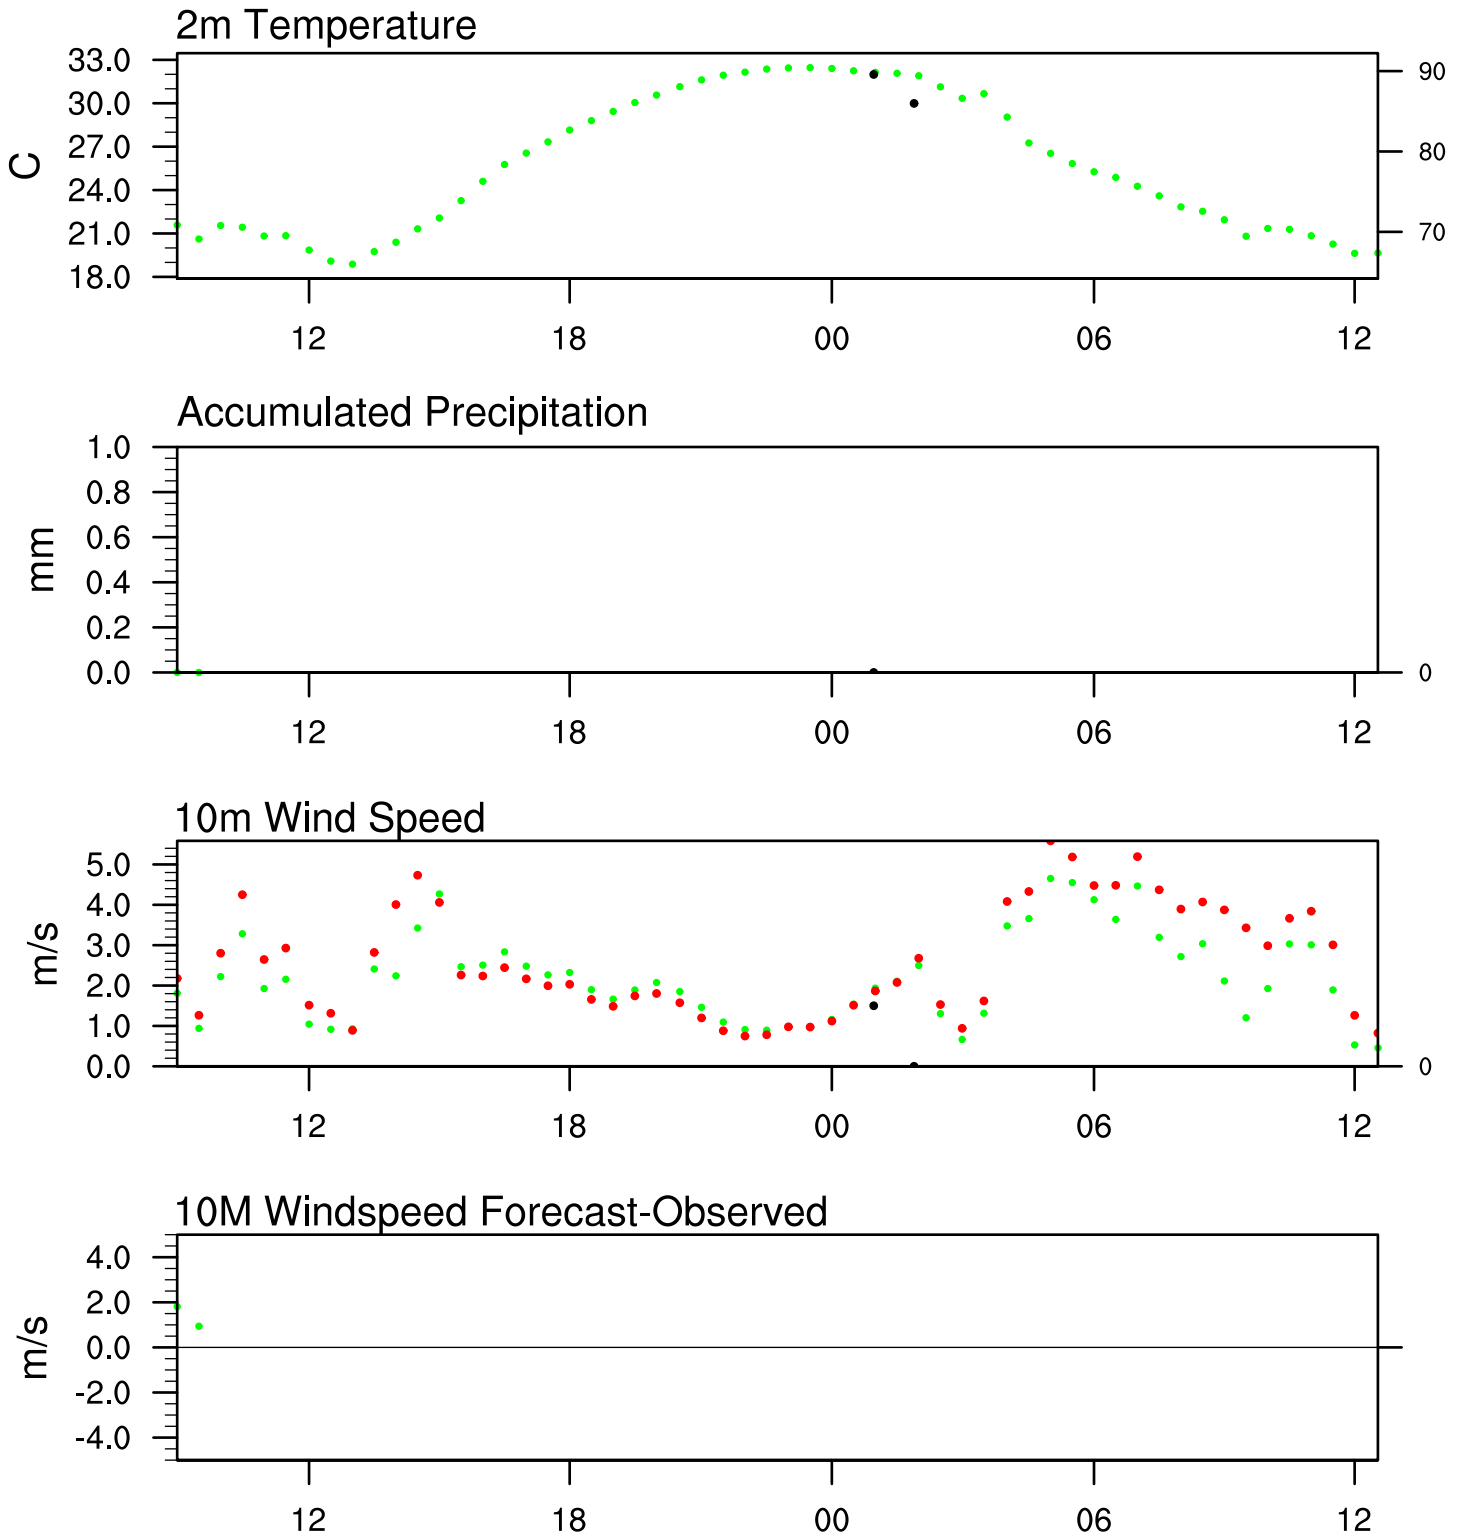 2m Temperature
33.0
30.0
27.0
24.0
21.0
18.0
C
90
80
70
12 18 00 06 12
Accumulated Precipitation
1.0
0.8
0.6
0.4
0.2
0.0
mm
0
12 18 00 06 12
10m Wind Speed
5.0
4.0
3.0
2.0
1.0
0.0
m/s
0
12 18 00 06 12
10M Windspeed Forecast-Observed
4.0
2.0
0.0
-2.0
-4.0
m/s
12 18 00 06 12